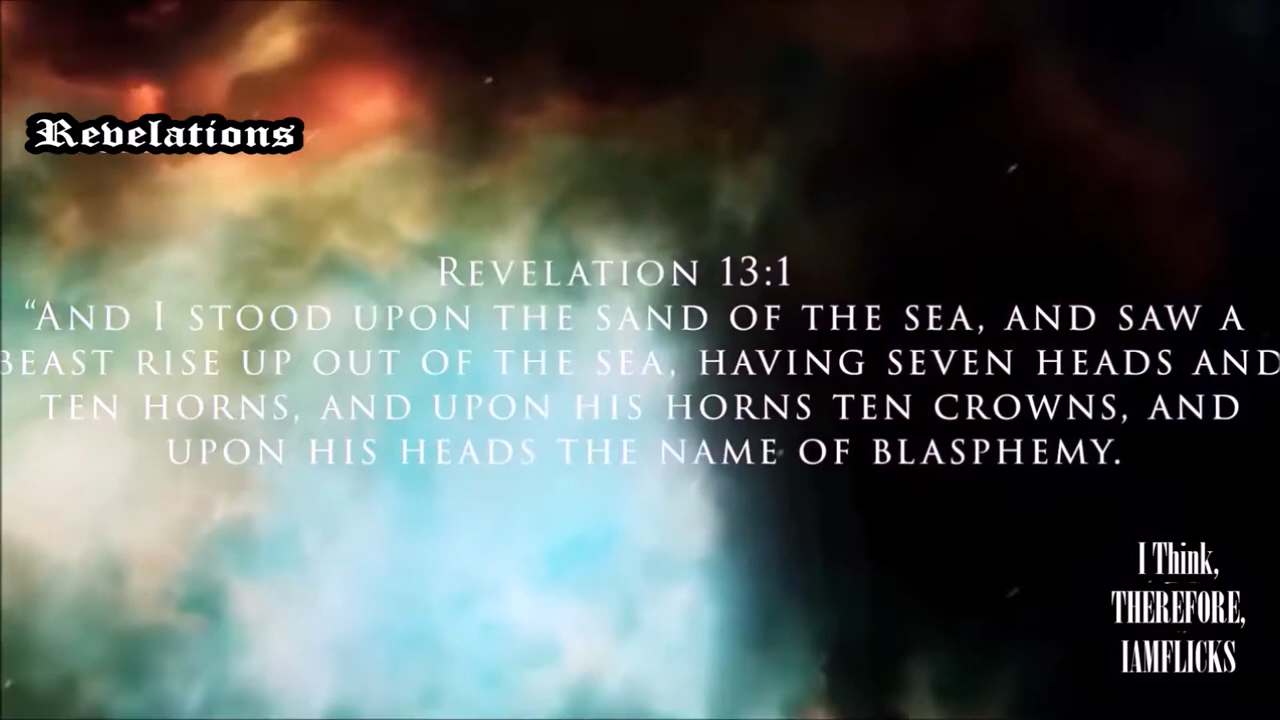 Revelations
REVELATION 13:1
“AND I STOOD UPON THE SAND OF THE SEA, AND SAW A
BEAST RISE UP OUT OF THE SEA, HAVING SEVEN HEADS AND
TEN HORNS, AND UPON HIS HORNS TEN CROWNS, AND
UPON HIS HEADS THE NAME OF BLASPHEMY.
I Think,
THEREFORE,
IAMFLICKS